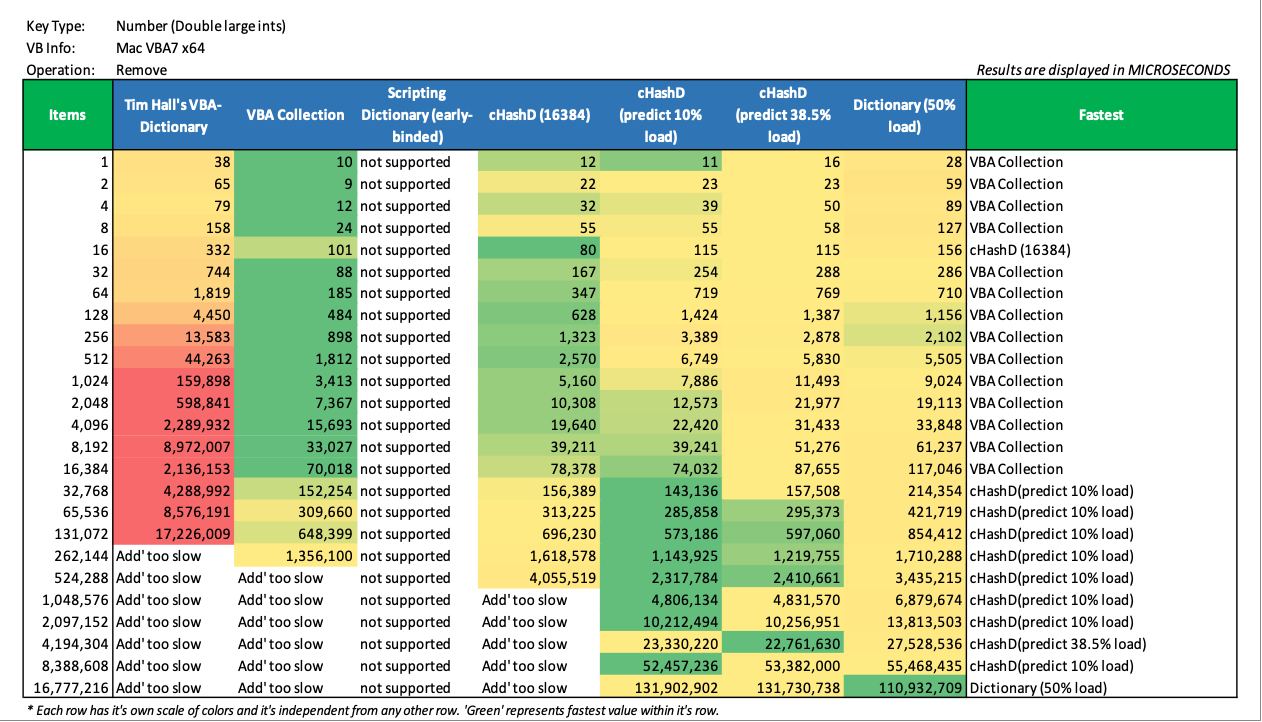 Key Type: Number (Double large ints)
VB Info: Mac VBA7 x64
Operation: Remove Results are displayed in MICROSECONDS
Items Tim Hall's VBA-Dictionary VBA Collection Scripting Dictionary (early-binded) cHashD (16384) cHashD (predict 10% load) cHashD (predict 38.5% load) Dictionary (50% load) Fastest
1 38 10 not supported 12 11 16 28 VBA Collection
2 65 9 not supported 22 23 23 59 VBA Collection
4 79 12 not supported 32 39 50 89 VBA Collection
8 158 24 not supported 55 55 58 127 VBA Collection
16 332 101 not supported 80 115 115 156 cHashD (16384)
32 744 88 not supported 167 254 288 286 VBA Collection
64 1,819 185 not supported 347 719 769 710 VBA Collection
128 4,450 484 not supported 628 1,424 1,387 1,156 VBA Collection
256 13,583 898 not supported 1,323 3,389 2,878 2,102 VBA Collection
512 44,263 1,812 not supported 2,570 6,749 5,830 5,505 VBA Collection
1,024 159,898 3,413 not supported 5,160 7,886 11,493 9,024 VBA Collection
2,048 598,841 7,367 not supported 10,308 12,573 21,977 19,113 VBA Collection
4,096 2,289,932 15,693 not supported 19,640 22,420 31,433 33,848 VBA Collection
8,192 8,972,007 33,027 not supported 39,211 39,241 51,276 61,237 VBA Collection
16,384 2,136,153 70,018 not supported 78,378 74,032 87,655 117,046 VBA Collection
32,768 4,288,992 152,254 not supported 156,389 143,136 157,508 214,354 cHashD(predict 10% load)
65,536 8,576,191 309,660 not supported 313,225 285,858 295,373 421,719 cHashD(predict 10% load)
131,072 17,226,009 648,399 not supported 696,230 573,186 597,060 854,412 cHashD(predict 10% load)
262,144 Add' too slow 1,356,100 not supported 1,618,578 1,143,925 1,219,755 1,710,288 cHashD(predict 10% load)
524,288 Add' too slow Add' too slow not supported 4,055,519 2,317,784 2,410,661 3,435,215 cHashD(predict 10% load)
1,048,576 Add' too slow Add' too slow not supported Add' too slow 4,806,134 4,831,570 6,879,674 cHashD(predict 10% load)
2,097,152 Add' too slow Add' too slow not supported Add' too slow 10,212,494 10,256,951 13,813,503 cHashD(predict 10% load)
4,194,304 Add' too slow Add' too slow not supported Add' too slow 23,330,220 22,761,630 27,528,536 cHashD(predict 38.5% load)
8,388,608 Add' too slow Add' too slow not supported Add' too slow 52,457,236 53,382,000 55,468,435 cHashD(predict 10% load)
16,777,216 Add' too slow Add' too slow not supported Add' too slow 131,902,902 131,730,738 110,932,709 Dictionary (50% load)
* Each row has it's own scale of colors and it's independent from any other row. 'Green' represents fastest value within it's row.